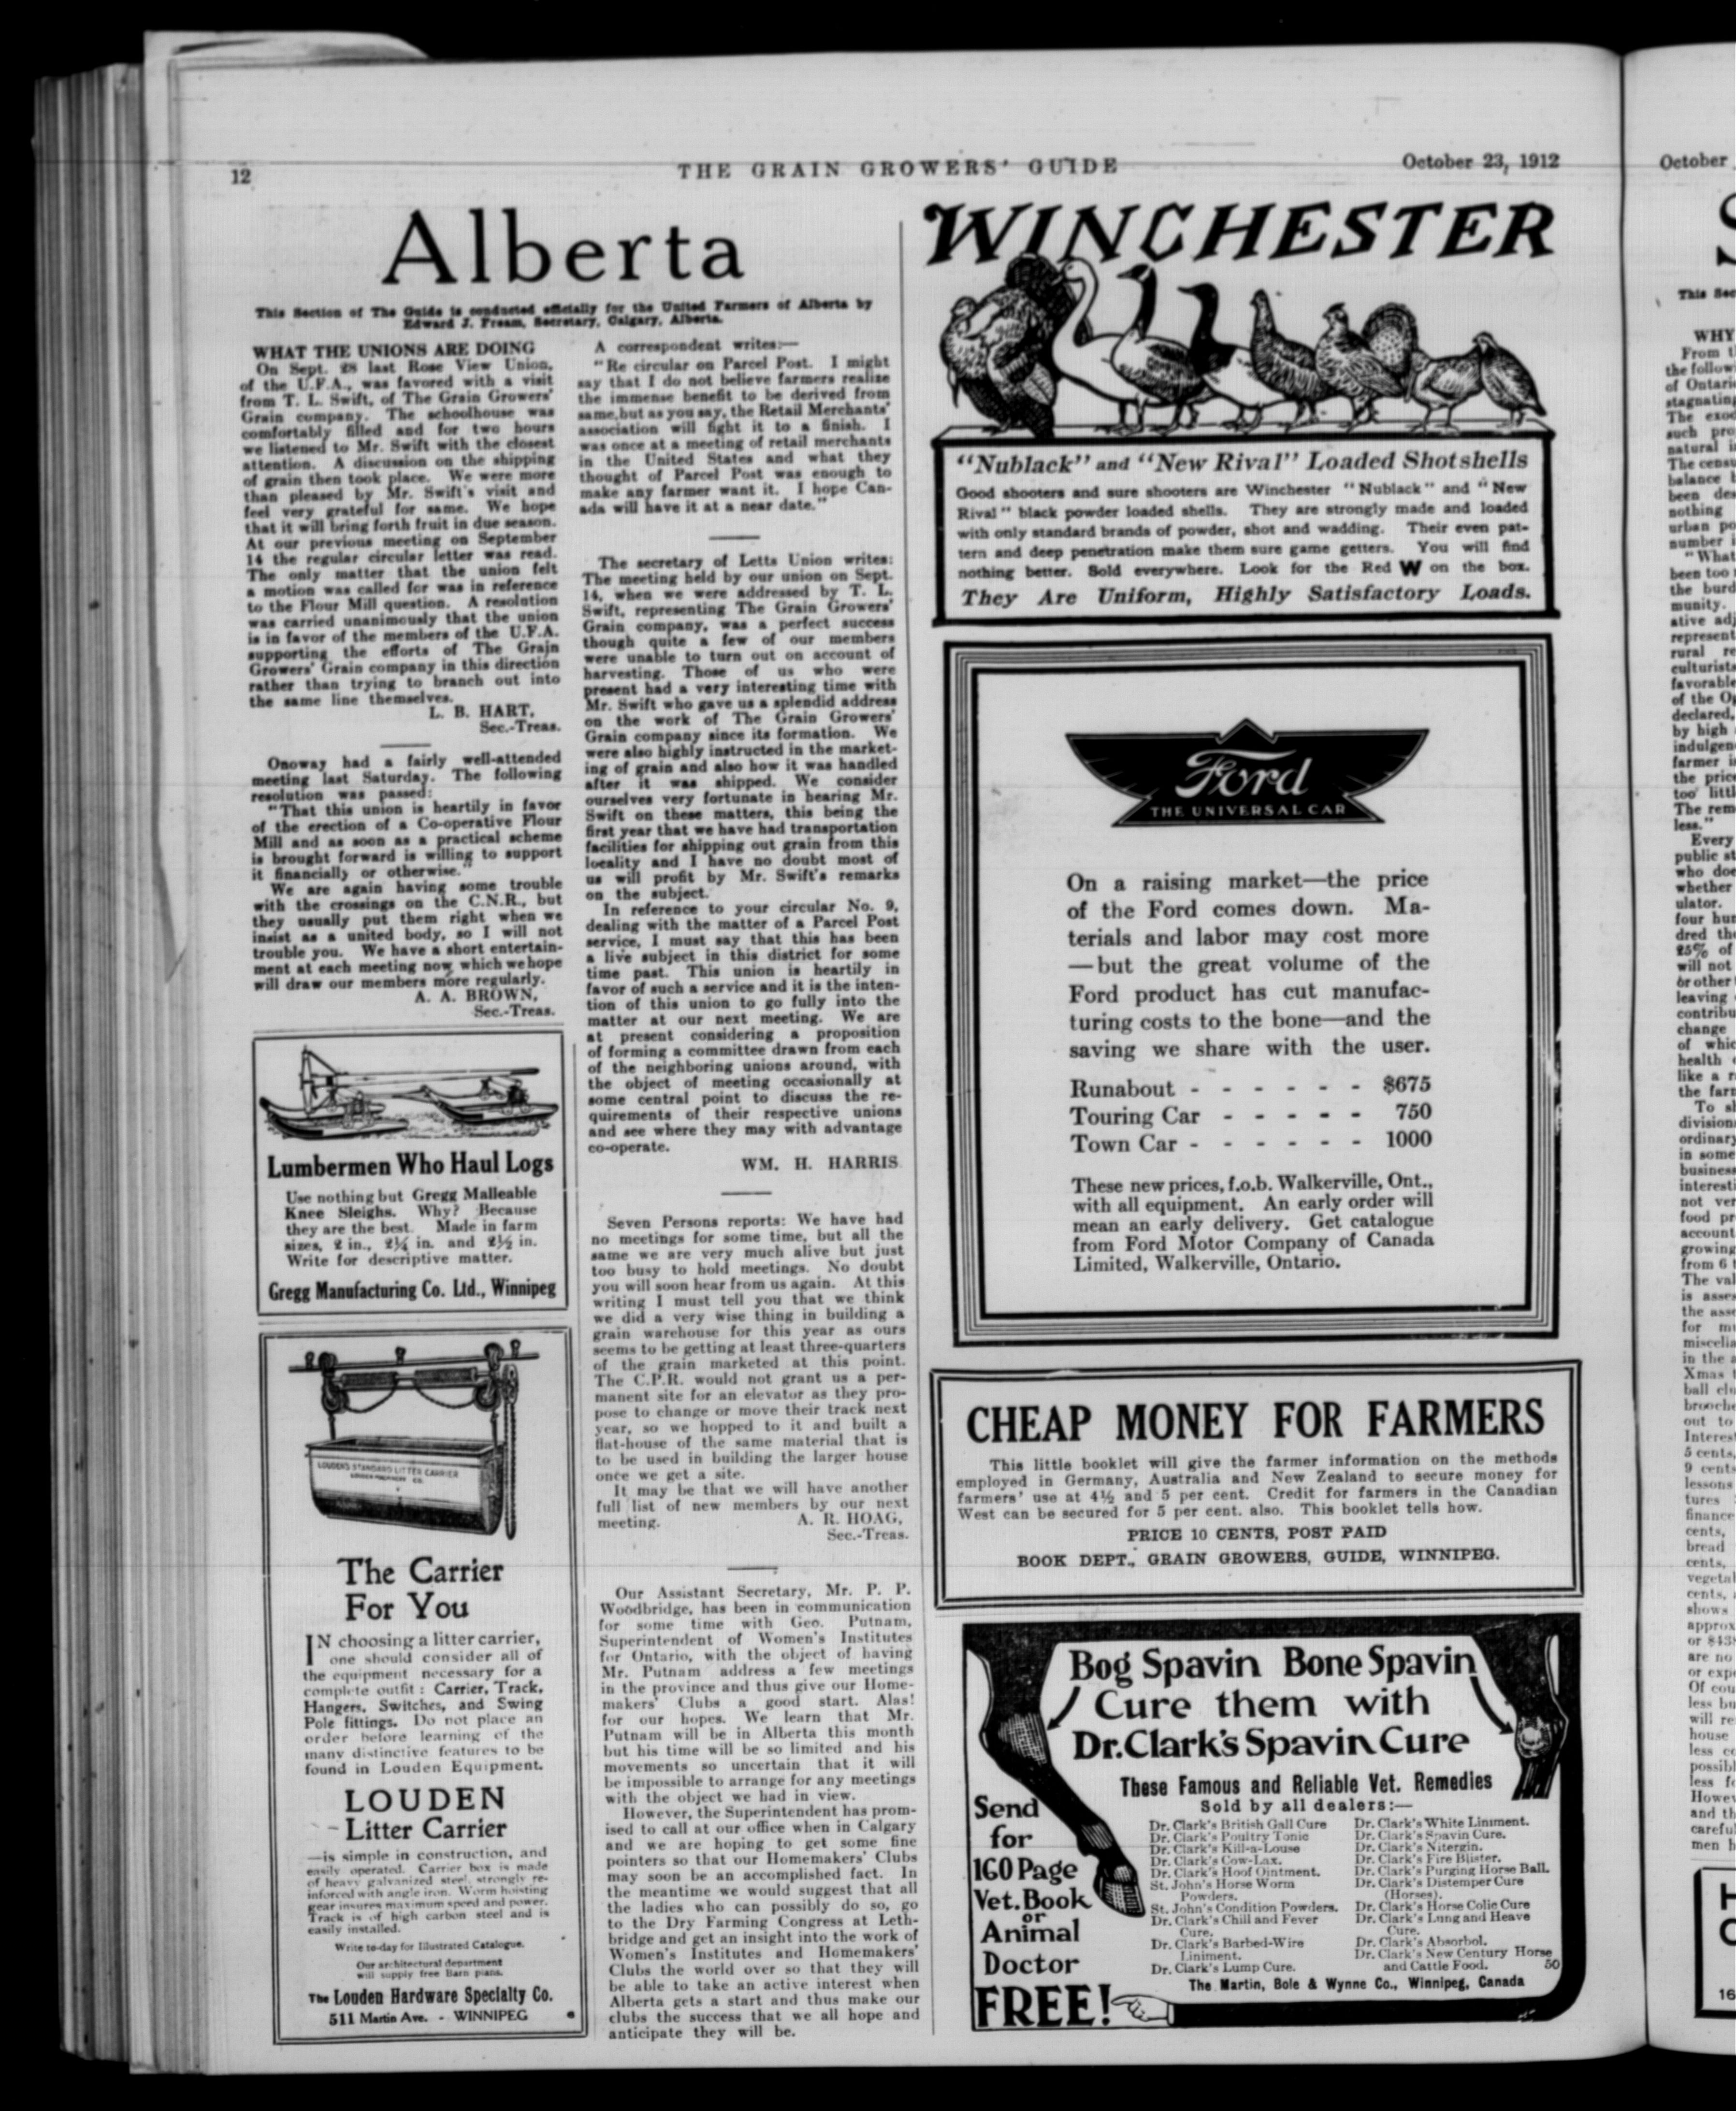 12
THE GRAIN GROWERS' GUIDE
October 23, 1912
Alberta
This Section of The Guide is conducted officially for the United Farmers of Alberta by
Edward J. Fream, Secretary, Calgary, Alberta.
WHAT THE UNIONS ARE DOING
On Sept. 28 last Rose View Union,
of the U.F.A., was favored with a visit
from T. L. Swift, of The Grain Growers'
Grain company. The schoolhouse was
comfortably filled and for two hours
we listened to Mr. Swift with the closest
attention. A discussion on the shipping
of grain then took place. We were more
than pleased by Mr. Swift's visit and
feel very grateful for same. We hope
that it will bring forth fruit in due season.
At our previous meeting on September
14 the regular circular letter was read.
The only matter that the union felt
a motion was called for was in reference
to the Flour Mill question. A resolution
was carried unanimously that the union
is in favor of the members of the U.F.A.
supporting the efforts of The Grain
Growers' Grain company in this direction
rather than trying to branch out into
the same line themselves.
L. B. HART,
Sec.-Treas.
Onoway had a fairly well-attended
meeting last Saturday. The following
resolution was passed:
"That this union is heartily in favor
of the erection of a Co-operative Flour
Mill and as soon as a practical scheme
is brought forward is willing to support
it financially or otherwise."
We are again having some trouble
with the crossings on the C.N.R., but
they usually put them right when we
insist as a united body, so I will not
trouble you. We have a short entertain-
ment at each meeting now which we hope
will draw our members more regularly.
A. A. BROWN,
Sec.-Treas.
Lumbermen Who Haul Logs
Use nothing but Gregg Malleable
Knee Sleighs. Why? Because
they are the best. Made in farm
sizes, 2 in., 2¼ in. and 2½ in.
Write for descriptive matter.
Gregg Manufacturing Co. Ltd., Winnipeg
LOUDEN'S STANDARD LITTER CARRIER
The Carrier
For You
IN choosing a litter carrier,
one should consider all of
the equipment necessary for a
complete outfit: Carrier, Track,
Hangers, Switches, and Swing
Pole fittings. Do not place an
order before learning of the
many distinctive features to be
found in Louden Equipment.
LOUDEN
Litter Carrier
—is simple in construction, and
easily operated. Carrier box is made
of heavy galvanized steel, strongly re-
inforced with angle iron. Worm hoisting
gear insures maximum speed and power.
Track is of high carbon steel and is
easily installed.
Write to-day for Illustrated Catalogue.
Our architectural department
will supply free Barn plans.
The Louden Hardware Specialty Co.
511 Martin Ave. - WINNIPEG
A correspondent writes:—
"Re circular on Parcel Post. I might
say that I do not believe farmers realize
the immense benefit to be derived from
same, but as you say, the Retail Merchants'
association will fight it to a finish. I
was once at a meeting of retail merchants
in the United States and what they
thought of Parcel Post was enough to
make any farmer want it. I hope Can-
ada will have it at a near date."
The secretary of Letts Union writes:
The meeting held by our union on Sept.
14, when we were addressed by T. L.
Swift, representing The Grain Growers'
Grain company, was a perfect success
though quite a few of our members
were unable to turn out on account of
harvesting. Those of us who were
present had a very interesting time with
Mr. Swift who gave us a splendid address
on the work of The Grain Growers'
Grain company since its formation. We
were also highly instructed in the market-
ing of grain and also how it was handled
after it was shipped. We consider
ourselves very fortunate in hearing Mr.
Swift on these matters, this being the
first year that we have had transportation
facilities for shipping out grain from this
locality and I have no doubt most of
us will profit by Mr. Swift's remarks
on the subject.
In reference to your circular No. 9,
dealing with the matter of a Parcel Post
service, I must say that this has been
a live subject in this district for some
time past. This union is heartily in
favor of such a service and it is the inten-
tion of this union to go fully into the
matter at our next meeting. We are
at present considering a proposition
of forming a committee drawn from each
of the neighboring unions around, with
the object of meeting occasionally at
some central point to discuss the re-
quirements of their respective unions
and see where they may with advantage
co-operate.
WM. H. HARRIS
Seven Persons reports: We have had
no meetings for some time, but all the
same we are very much alive but just
too busy to hold meetings. No doubt
you will soon hear from us again. At this
writing I must tell you that we think
we did a very wise thing in building a
grain warehouse for this year as ours
seems to be getting at least three-quarters
of the grain marketed at this point.
The C.P.R. would not grant us a per-
manent site for an elevator as they pro-
pose to change or move their track next
year, so we hopped to it and built a
flat-house of the same material that is
to be used in building the larger house
once we get a site.
It may be that we will have another
full list of new members by our next
meeting. A. R. HOAG,
Sec.-Treas.
Our Assistant Secretary, Mr. P. P.
Woodbridge, has been in communication
for some time with Geo. Putnam,
Superintendent of Women's Institutes
for Ontario, with the object of having
Mr. Putnam address a few meetings
in the province and thus give our Home-
makers' Clubs a good start. Alas!
for our hopes. We learn that Mr.
Putnam will be in Alberta this month
but his time will be so limited and his
movements so uncertain that it will
be impossible to arrange for any meetings
with the object we had in view.
However, the Superintendent has prom-
ised to call at our office when in Calgary
and we are hoping to get some fine
pointers so that our Homemakers' Clubs
may soon be an accomplished fact. In
the meantime we would suggest that all
the ladies who can possibly do so, go
to the Dry Farming Congress at Leth-
bridge and get an insight into the work of
Women's Institutes and Homemakers'
Clubs the world over so that they will
be able to take an active interest when
Alberta gets a start and thus make our
clubs the success that we all hope and
anticipate they will be.
WINCHESTER
"Nublack" and "New Rival" Loaded Shotshells
Good shooters and sure shooters are Winchester "Nublack" and "New
Rival" black powder loaded shells. They are strongly made and loaded
with only standard brands of powder, shot and wadding. Their even pat-
tern and deep penetration make them sure game getters. You will find
nothing better. Sold everywhere. Look for the Red W on the box.
They Are Uniform, Highly Satisfactory Loads.
Ford
THE UNIVERSAL CAR
On a raising market—the price
of the Ford comes down. Ma-
terials and labor may cost more
—but the great volume of the
Ford product has cut manufac-
turing costs to the bone—and the
saving we share with the user.
Runabout - - - - - - $675
Touring Car - - - - - 750
Town Car - - - - - - 1000
These new prices, f.o.b. Walkerville, Ont.,
with all equipment. An early order will
mean an early delivery. Get catalogue
from Ford Motor Company of Canada
Limited, Walkerville, Ontario.
CHEAP MONEY FOR FARMERS
This little booklet will give the farmer information on the methods
employed in Germany, Australia and New Zealand to secure money for
farmers' use at 4½ and 5 per cent. Credit for farmers in the Canadian
West can be secured for 5 per cent. also. This booklet tells how.
PRICE 10 CENTS, POST PAID
BOOK DEPT., GRAIN GROWERS, GUIDE, WINNIPEG.
Bog Spavin Bone Spavin
Cure them with
Dr. Clark's Spavin Cure
These Famous and Reliable Vet. Remedies
Sold by all dealers:—
Send
for
160 Page
Vet. Book
or
Animal
Doctor
FREE!
Dr. Clark's British Gall Cure
Dr. Clark's Poultry Tonic
Dr. Clark's Kill-a-Louse
Dr. Clark's Cow-Lax.
Dr. Clark's Hoof Ointment.
St. John's Horse Worm
Powders.
St. John's Condition Powders.
Dr. Clark's Chill and Fever
Cure.
Dr. Clark's Barbed-Wire
Liniment.
Dr. Clark's Lump Cure.
Dr. Clark's White Liniment.
Dr. Clark's Spavin Cure.
Dr. Clark's Nitergin.
Dr. Clark's Fire Blister.
Dr. Clark's Purging Horse Ball.
Dr. Clark's Distemper Cure
(Horses).
Dr. Clark's Horse Colic Cure
Dr. Clark's Lung and Heave
Cure.
Dr. Clark's Absorbol.
Dr. Clark's New Century Horse
and Cattle Food. 50
The Martin, Bole & Wynne Co., Winnipeg, Canada
October